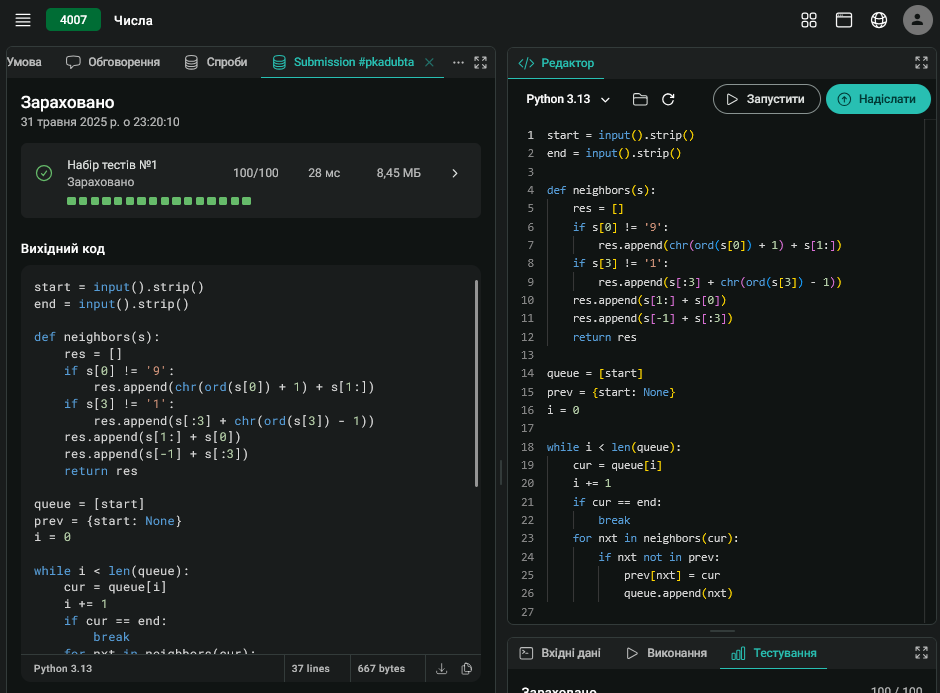 4007 Числа
Умова Обговорення Спроби Submission #pkadubta
Зараховано
31 травня 2025 р. о 23:20:10
Набір тестів №1
Зараховано
100/100 28 мс 8,45 МБ
Вихідний код
start = input().strip()
end = input().strip()
def neighbors(s):
    res = []
    if s[0] != '9':
        res.append(chr(ord(s[0]) + 1) + s[1:])
    if s[3] != '1':
        res.append(s[:3] + chr(ord(s[3]) - 1))
    res.append(s[1:] + s[0])
    res.append(s[-1] + s[:3])
    return res
queue = [start]
prev = {start: None}
i = 0
while i < len(queue):
    cur = queue[i]
    i += 1
    if cur == end:
        break
    for nxt in neighbors(cur):
Python 3.13 37 lines 667 bytes
Редактор
Python 3.13 Запустити Надіслати
1 start = input().strip()
2 end = input().strip()
3
4 def neighbors(s):
5     res = []
6     if s[0] != '9':
7         res.append(chr(ord(s[0]) + 1) + s[1:])
8     if s[3] != '1':
9         res.append(s[:3] + chr(ord(s[3]) - 1))
10     res.append(s[1:] + s[0])
11     res.append(s[-1] + s[:3])
12     return res
13
14 queue = [start]
15 prev = {start: None}
16 i = 0
17
18 while i < len(queue):
19     cur = queue[i]
20     i += 1
21     if cur == end:
22         break
23     for nxt in neighbors(cur):
24         if nxt not in prev:
25             prev[nxt] = cur
26             queue.append(nxt)
27
Вхідні дані Виконання Тестування
Зараховано 100 / 100